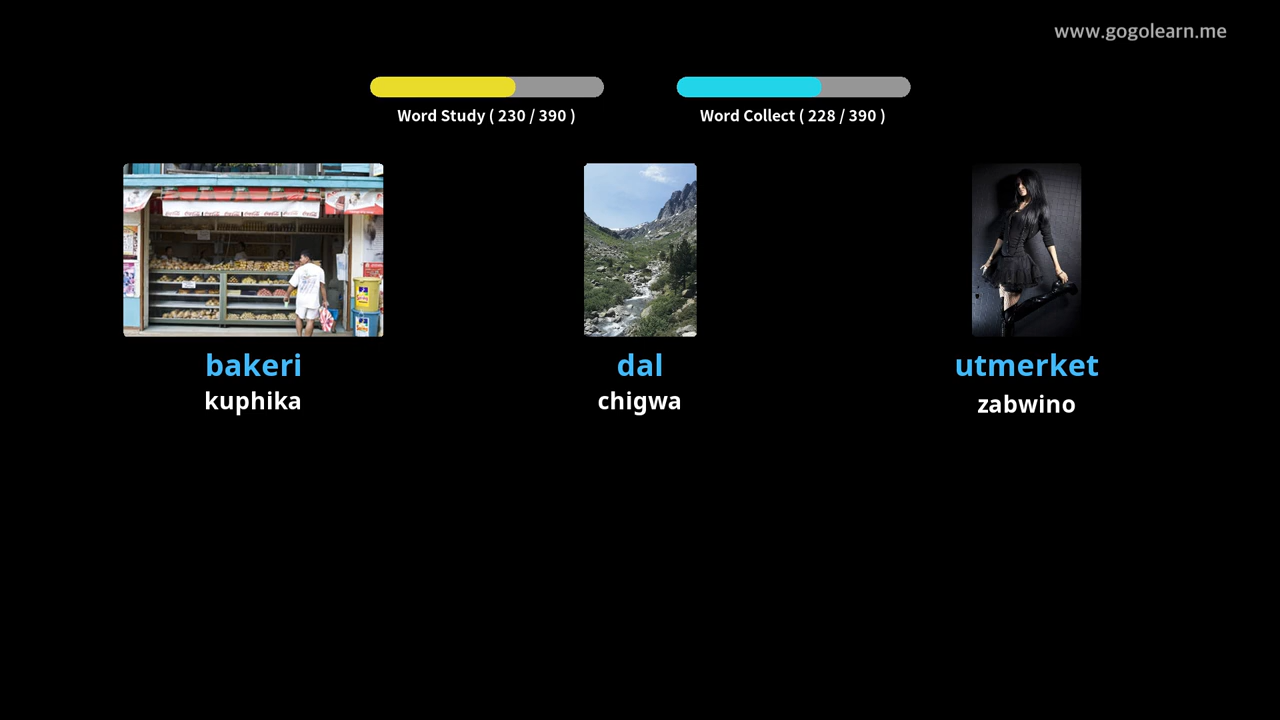 www.gogolearn.me
Word Study ( 230 / 390 )
Word Collect ( 228 / 390 )
bakeri
dal
utmerket
kuphika
chigwa
zabwino